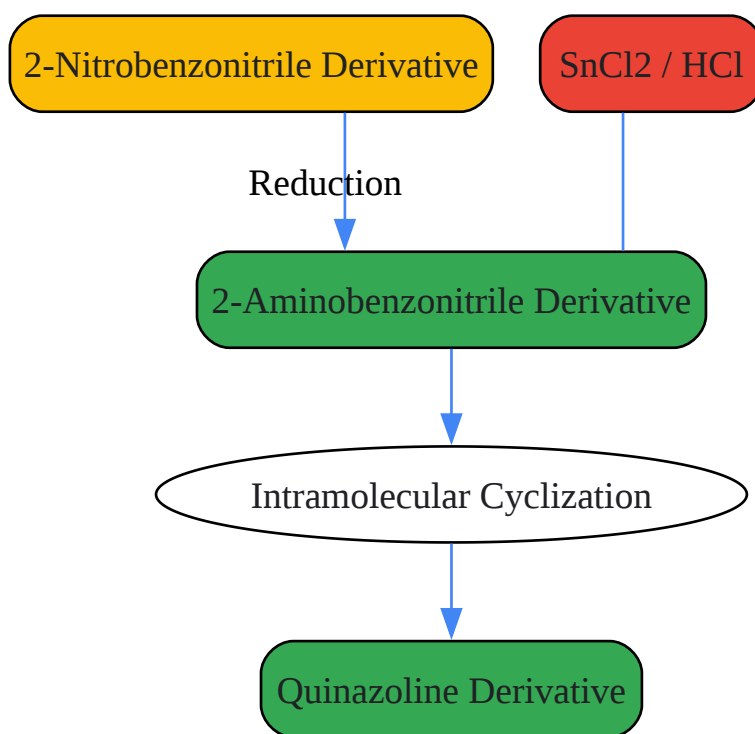 2-Nitrobenzonitrile Derivative
SnCl2 / HCl
Reduction
2-Aminobenzonitrile Derivative
Intramolecular Cyclization
Quinazoline Derivative